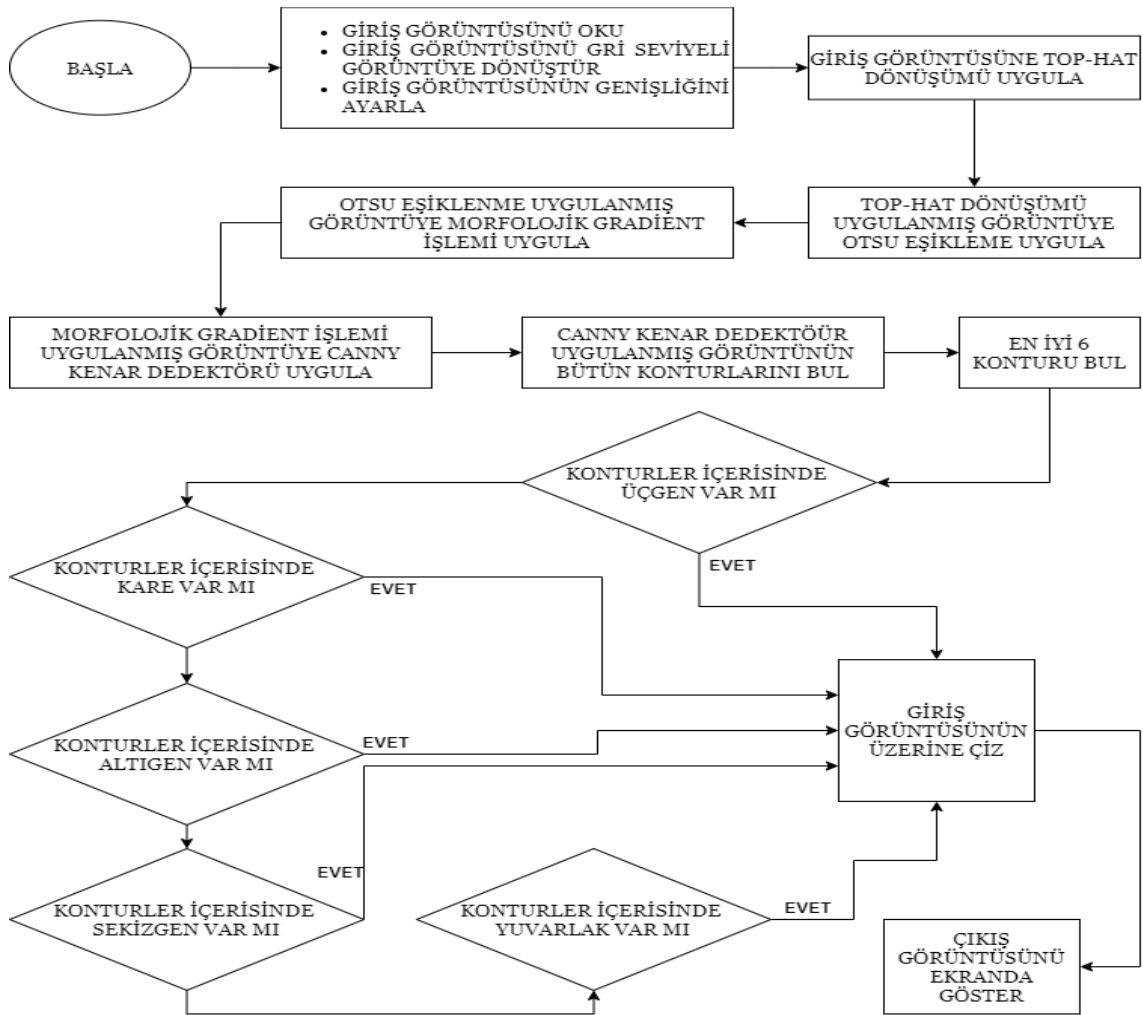 BAŞLA
• GİRİŞ GÖRÜNTÜSÜNÜ OKU
• GİRİŞ GÖRÜNTÜSÜNÜ GRİ SEVİYELİ
GÖRÜNTÜYE DÖNÜŞTÜR
• GİRİŞ GÖRÜNTÜSÜNÜN GENİŞLİĞİNİ
AYARLA
GİRİŞ GÖRÜNTÜSÜNE TOP-HAT
DÖNÜŞÜMÜ UYGULA
TOP-HAT DÖNÜŞÜMÜ
UYGULANMIŞ GÖRÜNTÜYE
OTSU EŞİKLEME UYGULA
OTSU EŞİKLENME UYGULANMIŞ
GÖRÜNTÜYE MORFOLOJİK GRADİENT
İŞLEMİ UYGULA
MORFOLOJİK GRADİENT İŞLEMİ
UYGULANMIŞ GÖRÜNTÜYE CANNY
KENAR DEDEKTÖRÜ UYGULA
CANNY KENAR DEDEKTÖÜR
UYGULANMIŞ GÖRÜNTÜNÜN
BÜTÜN KONTURLARINI BUL
EN İYİ 6
KONTURU BUL
KONTURLER İÇERİSİNDE
ÜÇGEN VAR MI
EVET
KONTURLER İÇERİSİNDE
KARE VAR MI
EVET
KONTURLER İÇERİSİNDE
ALTIGEN VAR MI
EVET
KONTURLER İÇERİSİNDE
SEKİZGEN VAR MI
EVET
KONTURLER İÇERİSİNDE
YUVARLAK VAR MI
EVET
GİRİŞ
GÖRÜNTÜSÜNÜN
ÜZERİNE ÇİZ
ÇIKIŞ
GÖRÜNTÜSÜNÜ
EKRANDA
GÖSTER